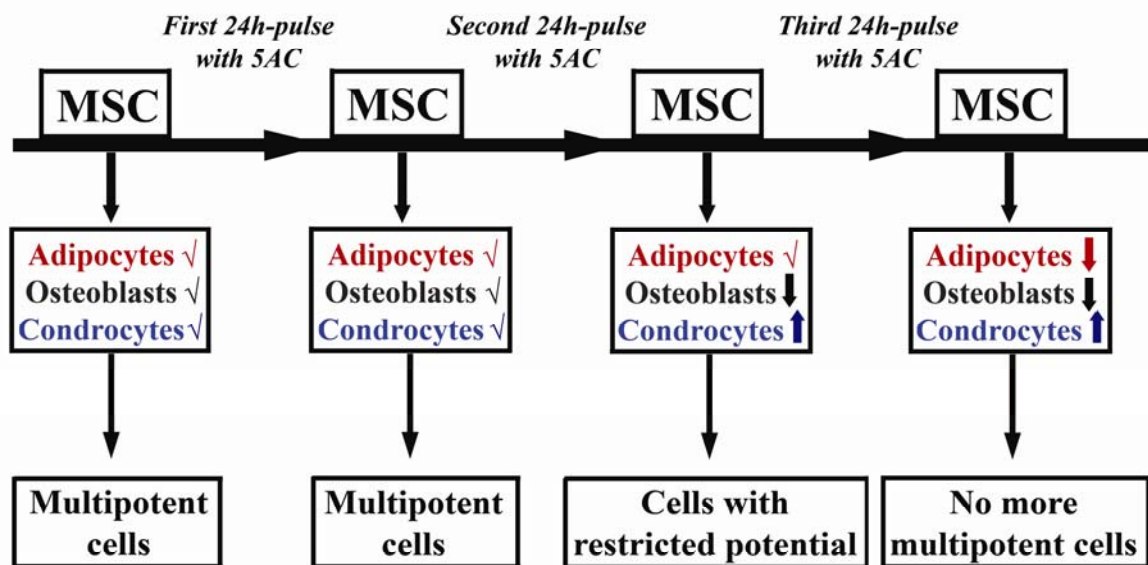 First 24h-pulse
with 5AC
Second 24h-pulse
with 5AC
Third 24h-pulse
with 5AC
MSC
MSC
MSC
MSC
Adipocytes √
Osteoblasts √
Condrocytes √
Adipocytes √
Osteoblasts √
Condrocytes √
Adipocytes √
Osteoblasts
Condrocytes
Adipocytes
Osteoblasts
Condrocytes
Multipotent
cells
Multipotent
cells
Cells with
restricted potential
No more
multipotent cells